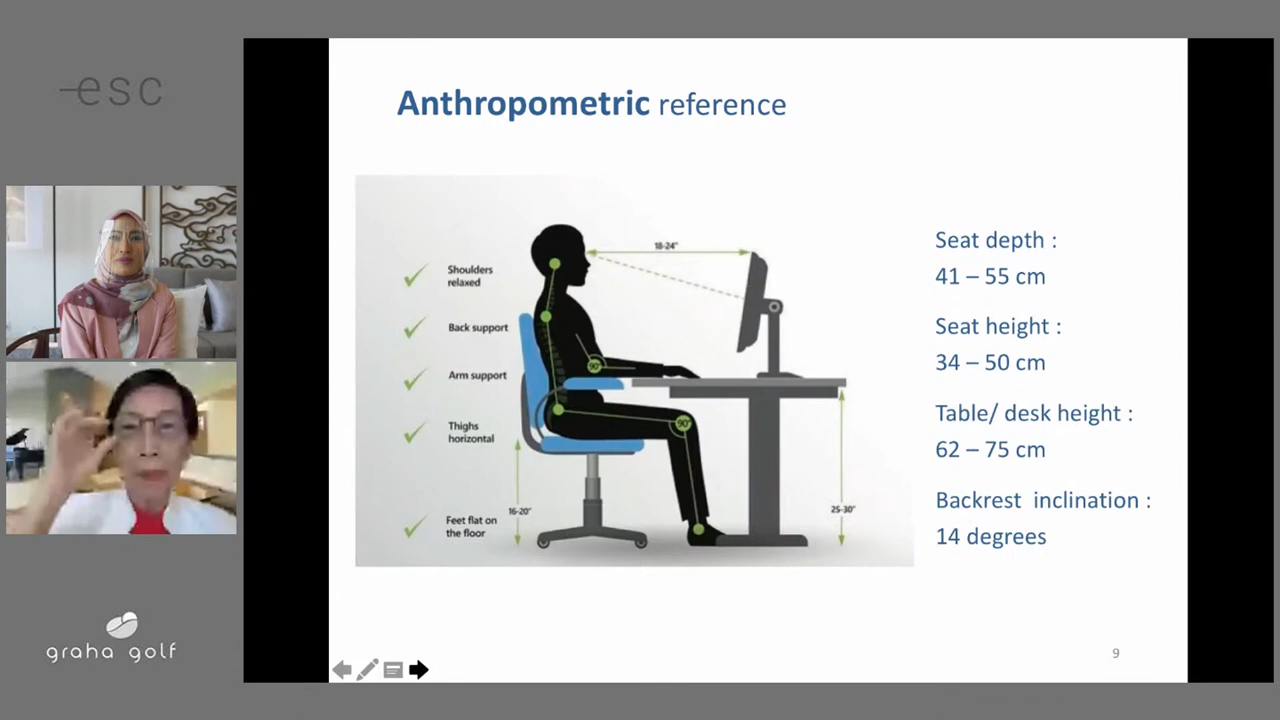 esc
graha golf
Anthropometric reference
18-24"
Shoulders
relaxed
Back support
Arm support
Thighs
horizontal
Feet flat on
the floor
90°
90°
16-20"
25-30"
Seat depth :
41 – 55 cm
Seat height :
34 – 50 cm
Table/ desk height :
62 – 75 cm
Backrest inclination :
14 degrees
9